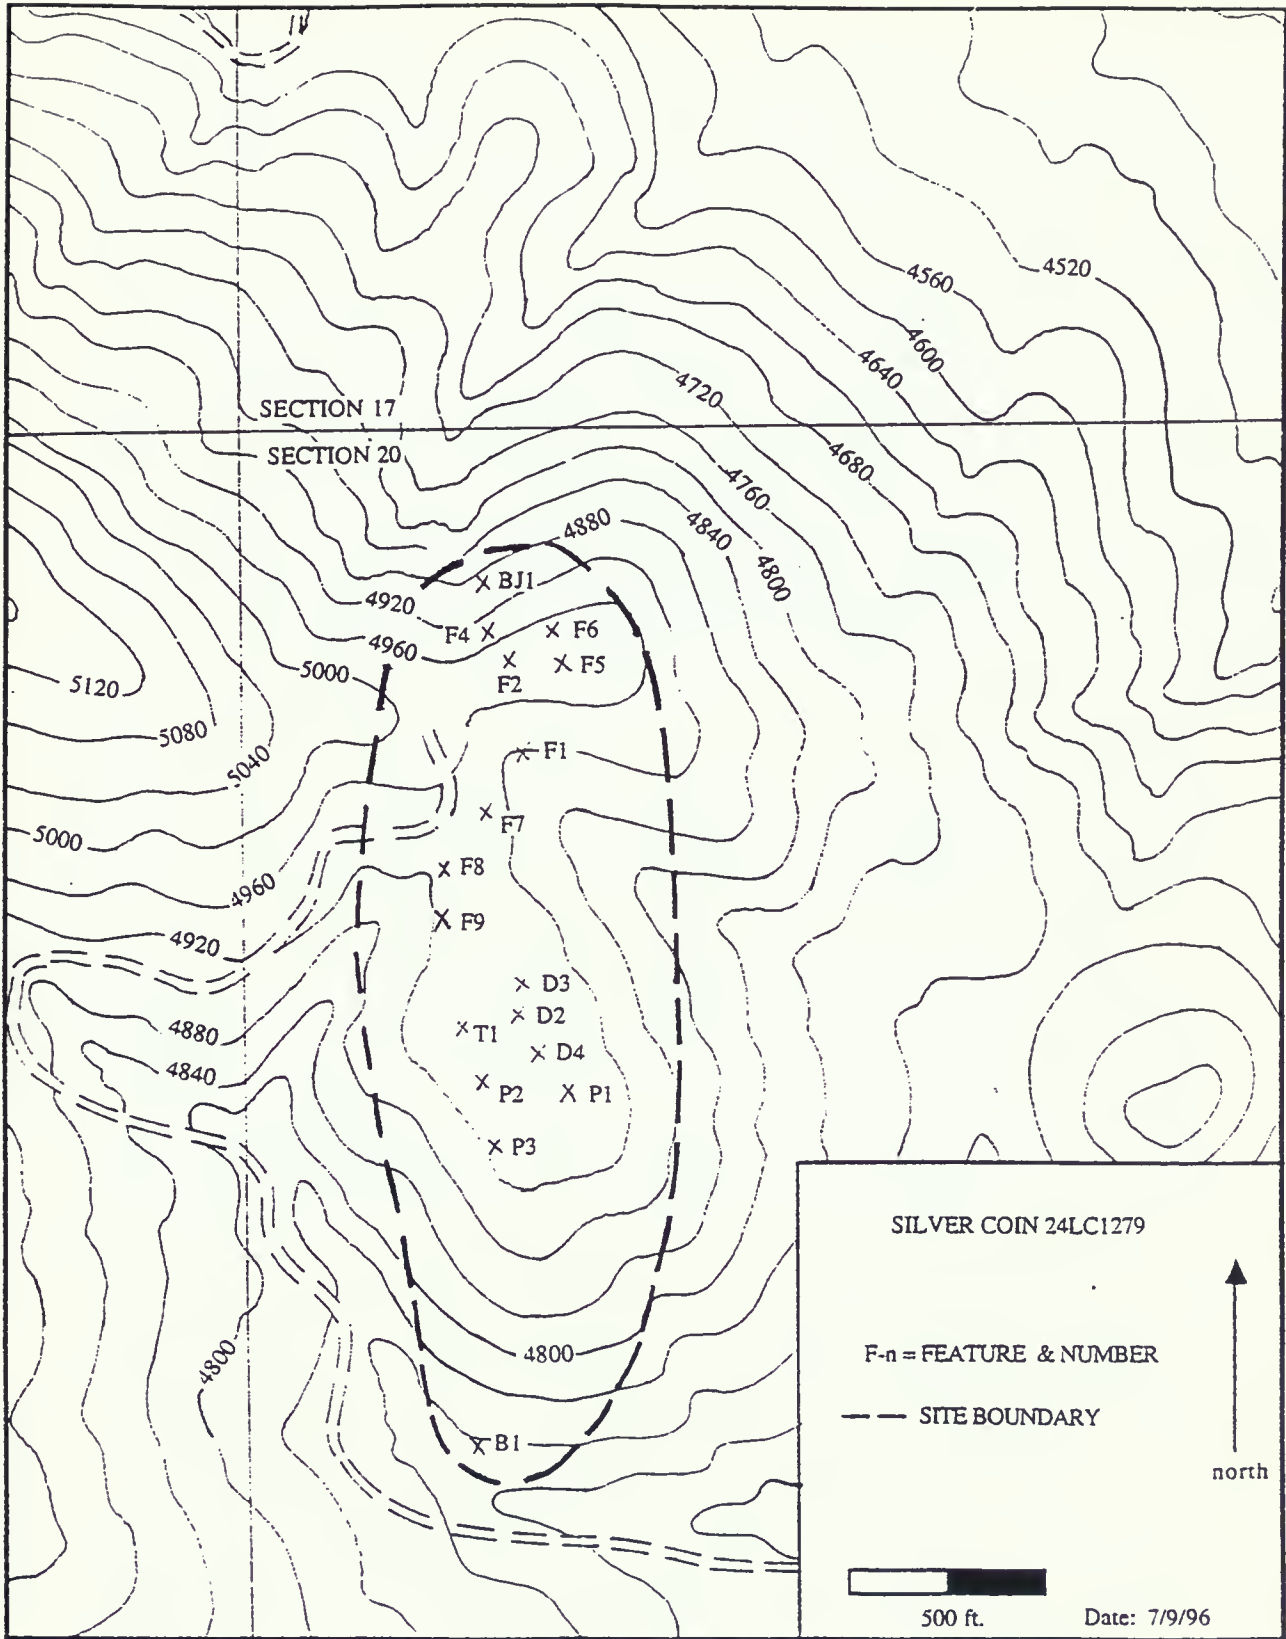 4520
4560
4600
4640
4720
SECTION 17
SECTION 20
4680
4760
4880
4840
4800
BJ1
4920
F4
F6
4960
5000
F2
F5
5120
5080
F1
5040
F7
5000
F8
4960
F9
4920
D3
D2
4880
T1
D4
4840
P2
P1
P3
4800
4800
B1
SILVER COIN 24LC1279
F-n = FEATURE & NUMBER
SITE BOUNDARY
north
500 ft.
Date: 7/9/96